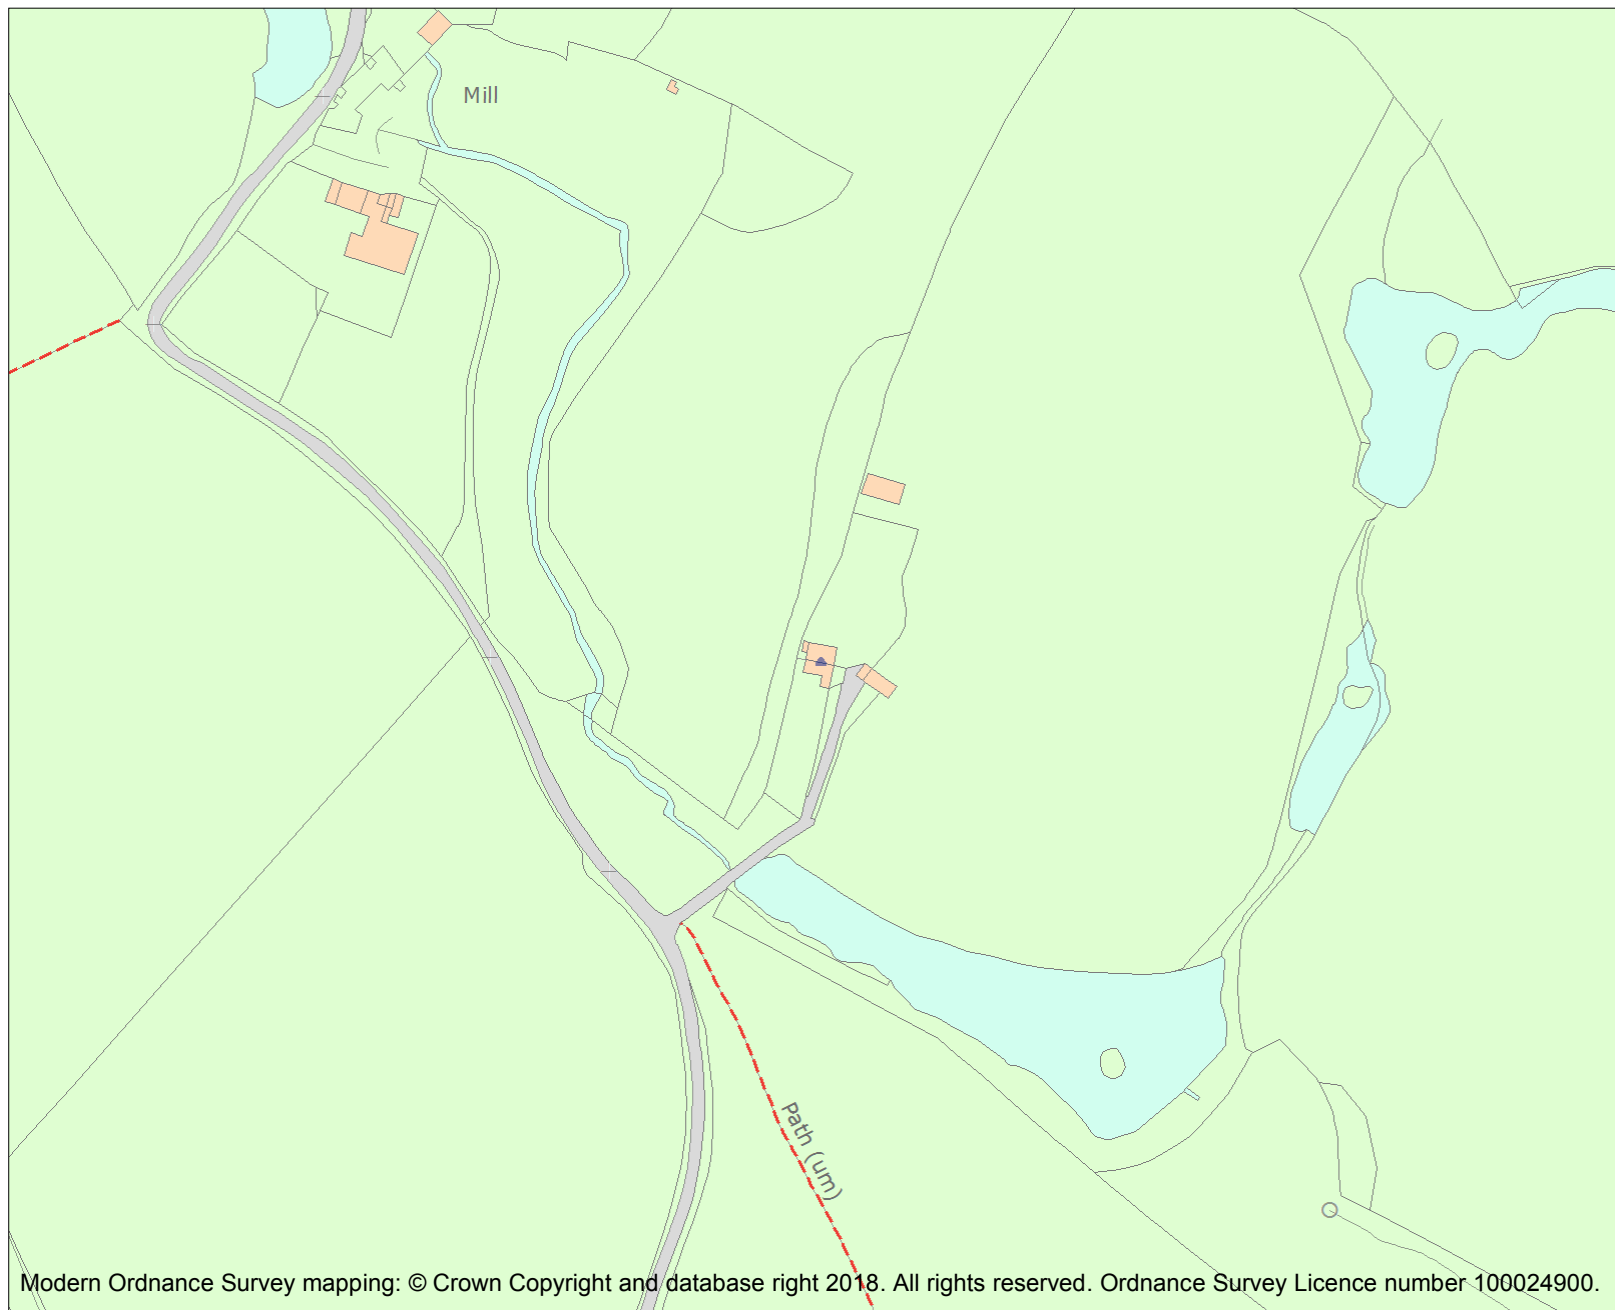 Mill
Path (um)
Modern Ordnance Survey mapping: © Crown Copyright and database right 2018. All rights reserved. Ordnance Survey Licence number 100024900.